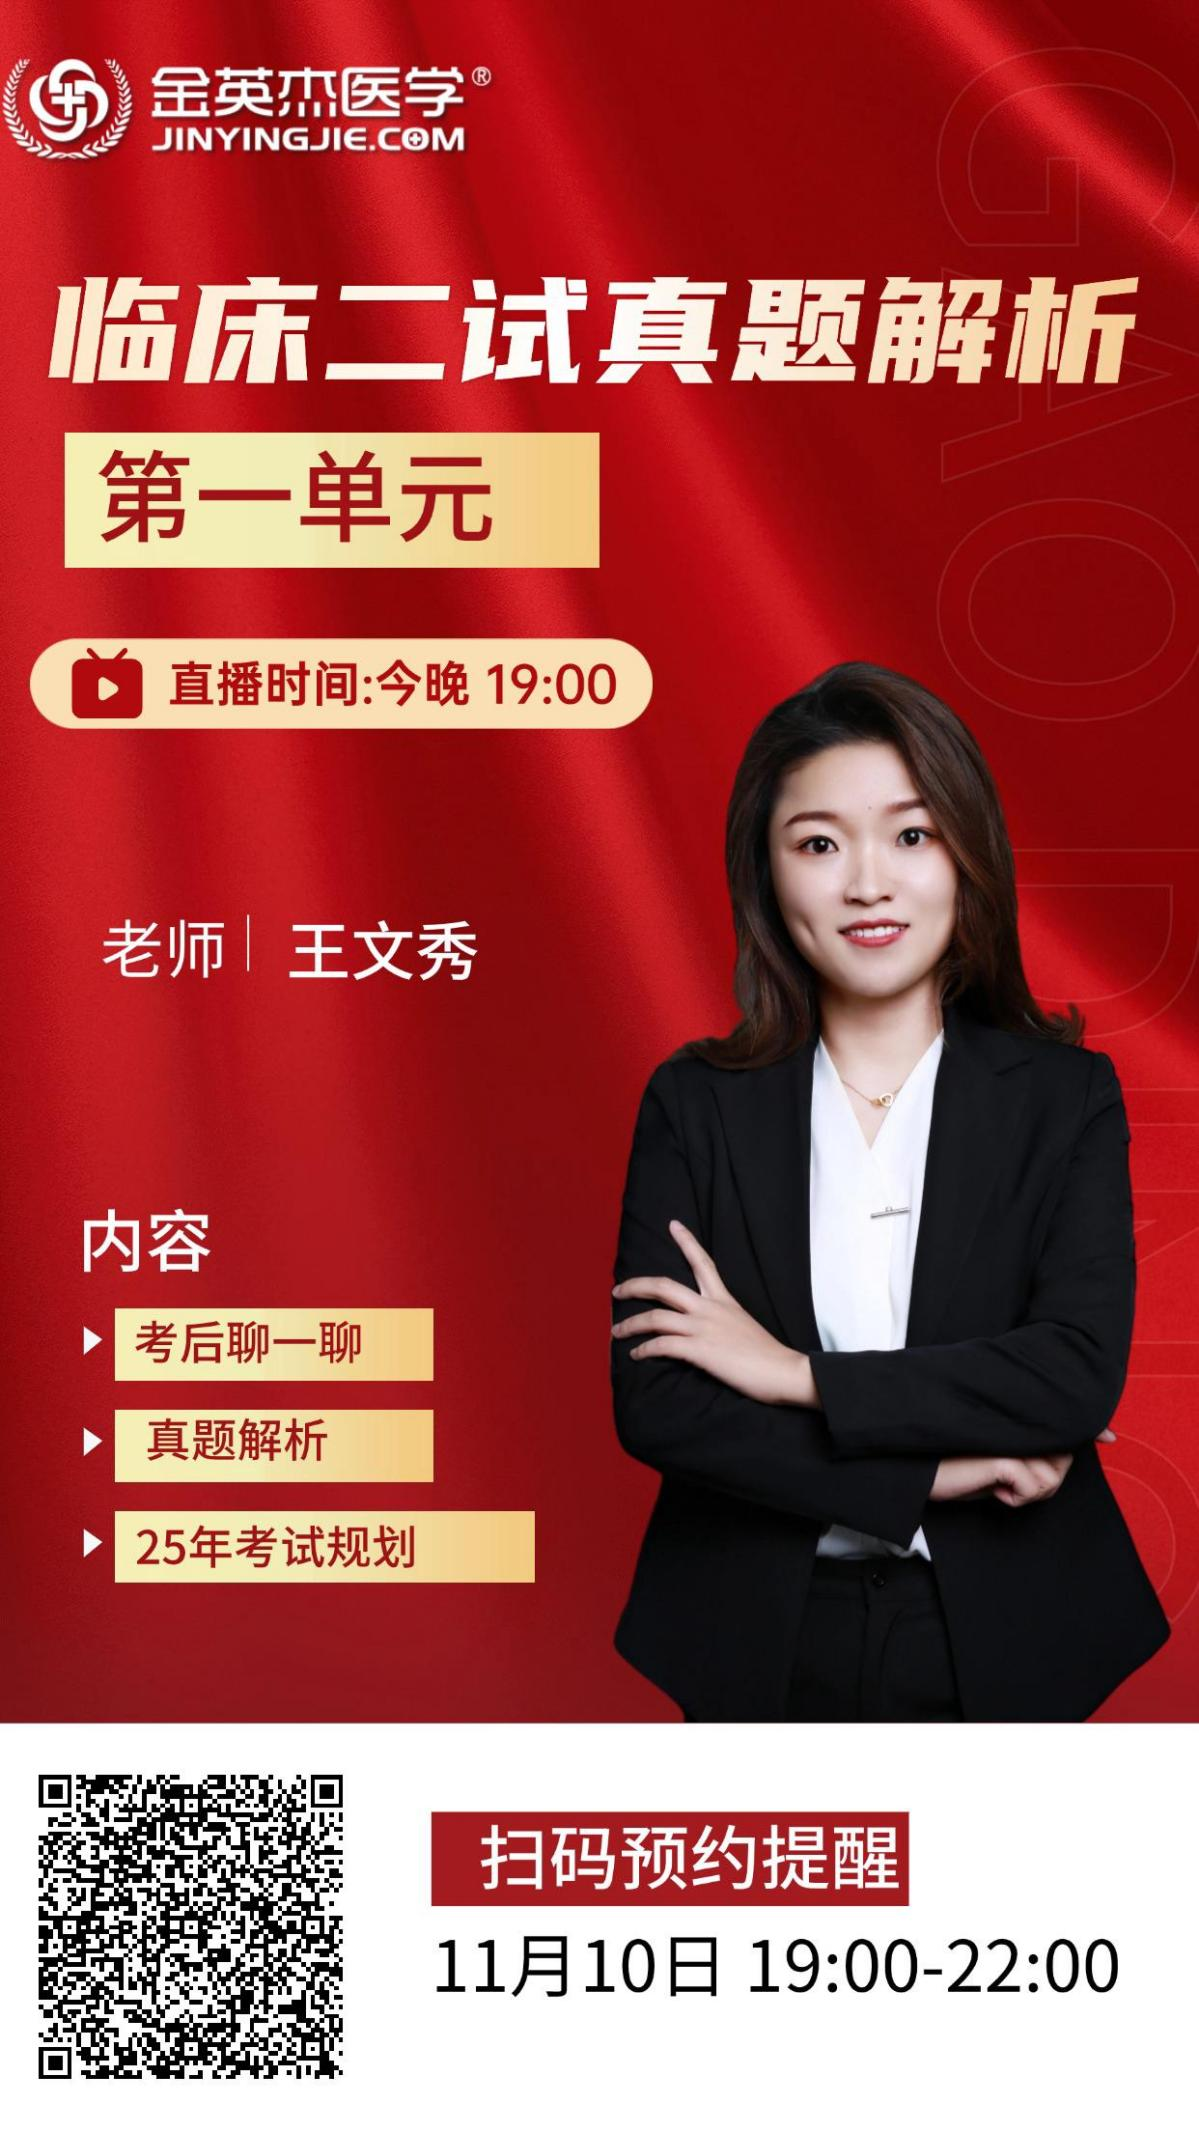 金英杰医学®
JINYINGJIE.COM
临床二试真题解析
第一单元
直播时间:今晚 19:00
老师 王文秀
内容
考后聊一聊
真题解析
25年考试规划
扫码预约提醒
11月10日 19:00-22:00